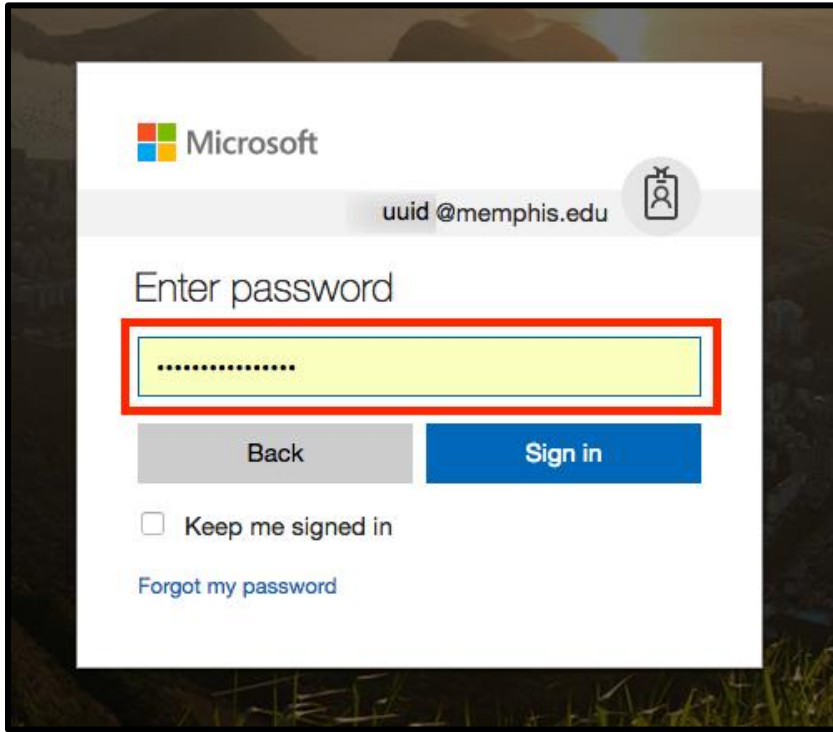 Microsoft
uuid @memphis.edu
Enter password
••••••••••••••••
Back Sign in
Keep me signed in
Forgot my password